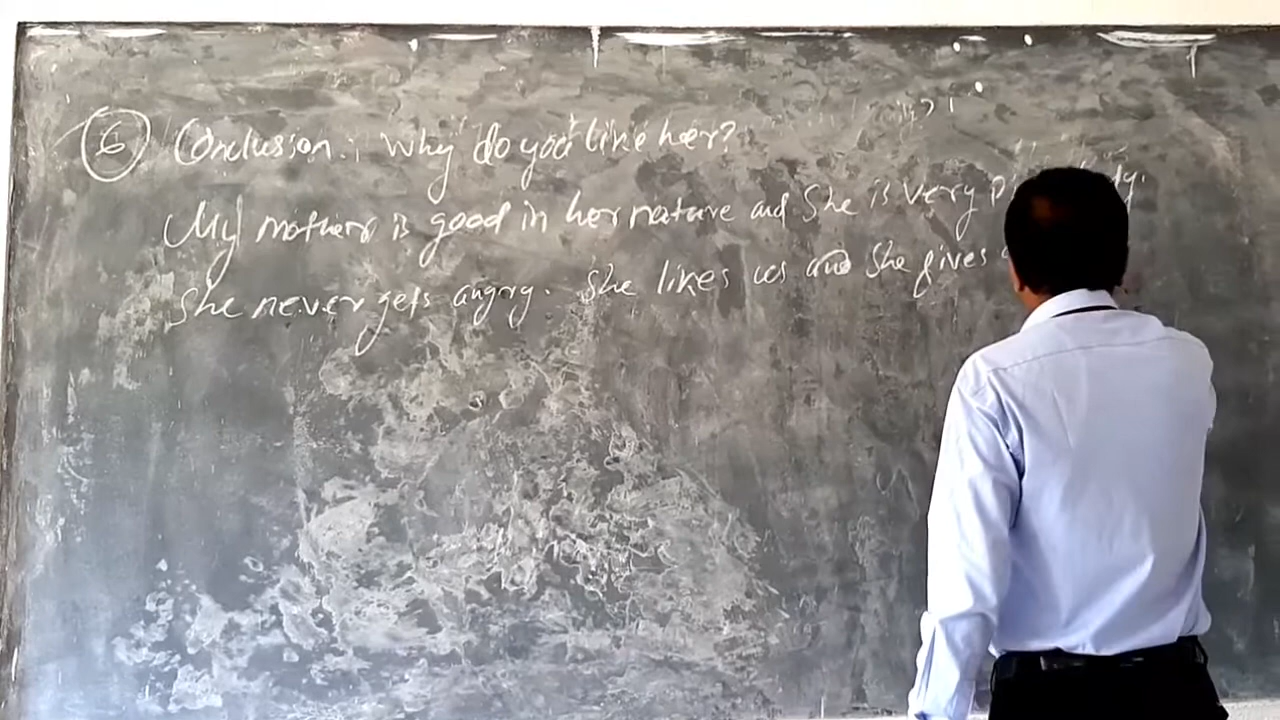 6 Conclusion: Why do you like her?
My mother is good in her nature and She is very
She never gets angry. She likes us and She gives